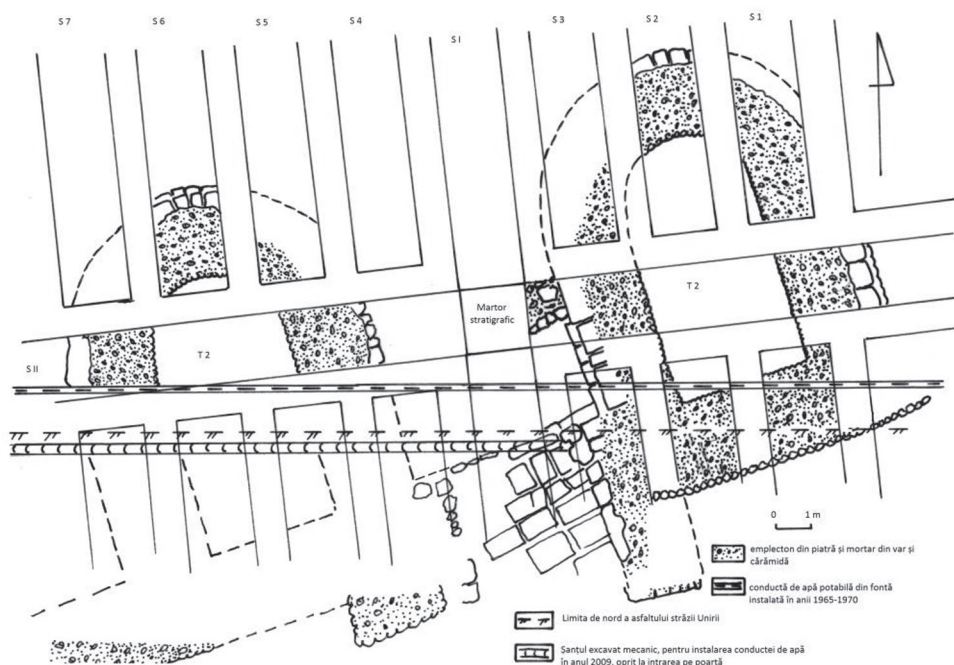 S 7
S 6
S 5
S 4
S I
S 3
S 2
S 1
Martor
stratigrafic
T 2
T 2
S II
0 1 m
emplecton din piatră și mortar din var și
cărămidă
conductă de apă potabilă din fontă
instalată în anii 1965-1970
Limita de nord a asfaltului străzii Unirii
Șanțul excavat mecanic, pentru instalarea conductei de apă
în anul 2009, oprit la intrarea pe poartă